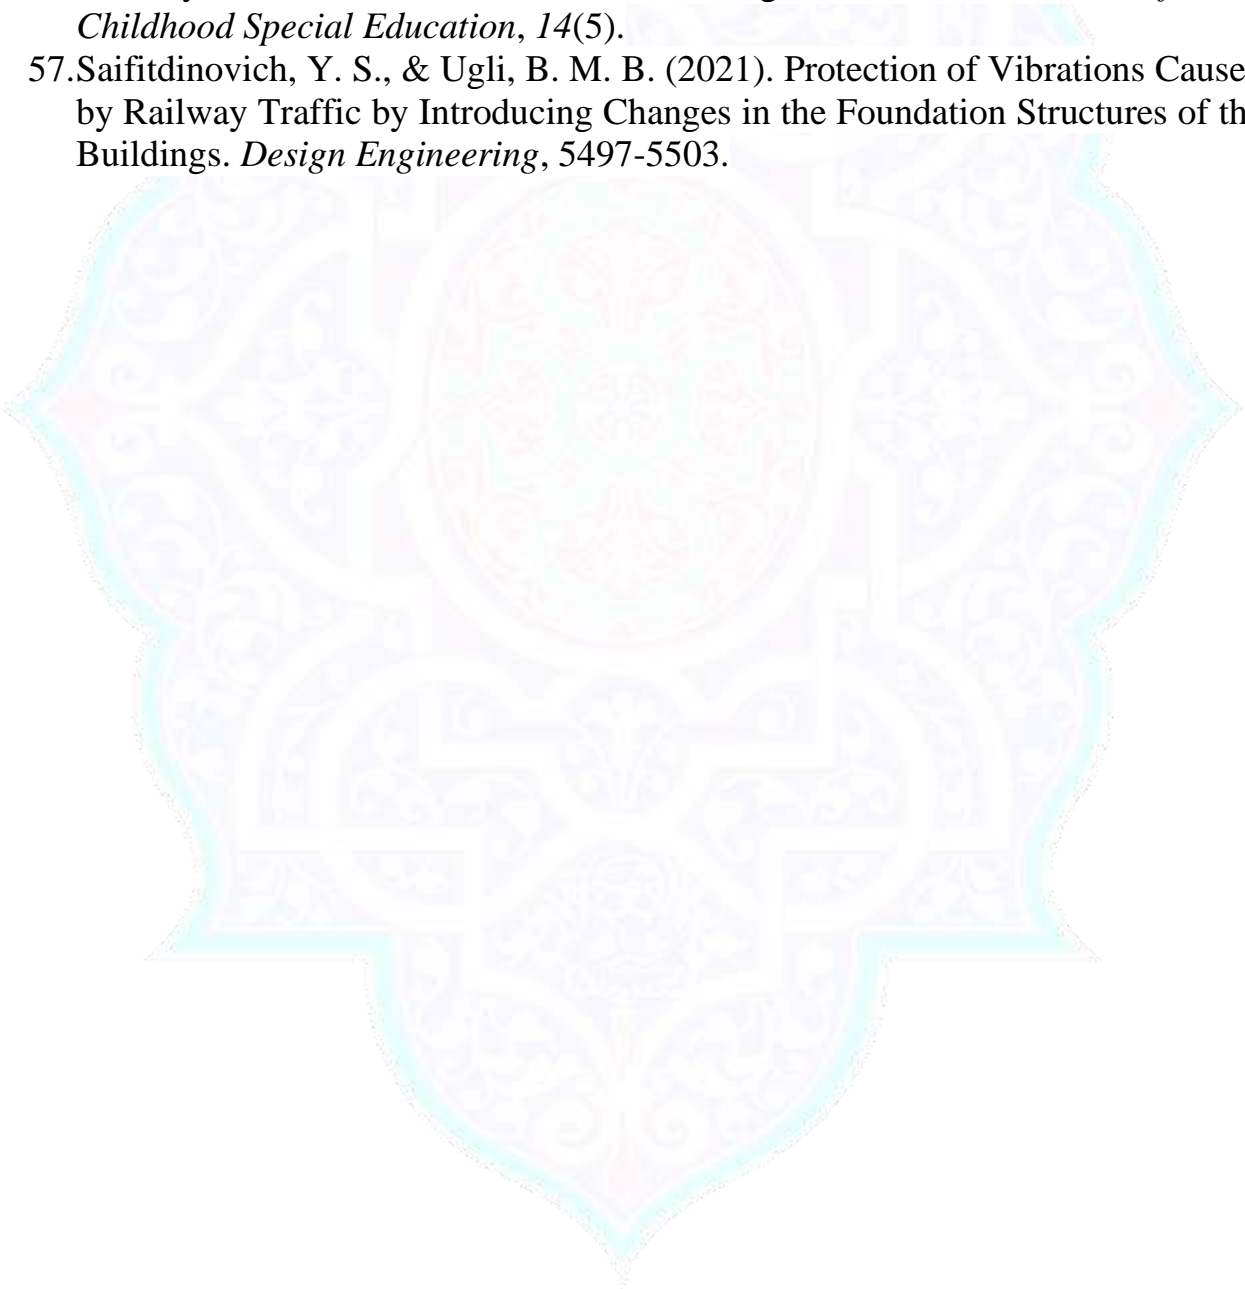 Childhood Special Education, 14(5).
57.Saifitdinovich, Y. S., & Ugli, B. M. B. (2021). Protection of Vibrations Cause
by Railway Traffic by Introducing Changes in the Foundation Structures of th
Buildings. Design Engineering, 5497-5503.